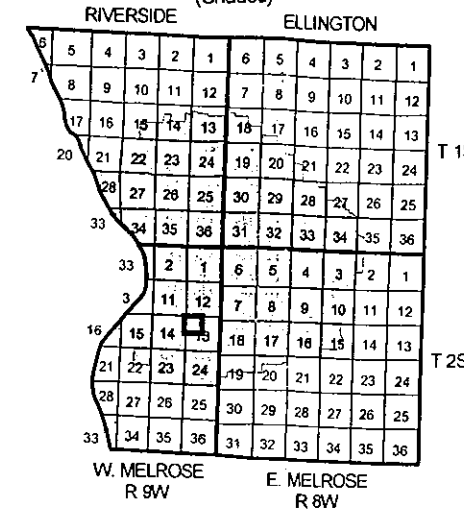 (Shaded)
RIVERSIDE ELLINGTON
6 5 4 3 2 1 6 5 4 3 2 1
7 8 9 10 11 12 7 8 9 10 11 12
17 16 15 14 13 18 17 16 15 14 13
T 1S
20 21 22 23 24 19 20 21 22 23 24
28 27 26 25 30 29 28 27 26 25
33 34 35 36 31 32 33 34 35 36
33 2 1 6 5 4 3 2 1
3 11 12 7 8 9 10 11 12
16 15 14 13 18 17 16 15 14 13
T 2S
21 22 23 24 19 20 21 22 23 24
28 27 26 25 30 29 28 27 26 25
33 34 35 36 31 32 33 34 35 36
W. MELROSE E. MELROSE
R 9W R 8W